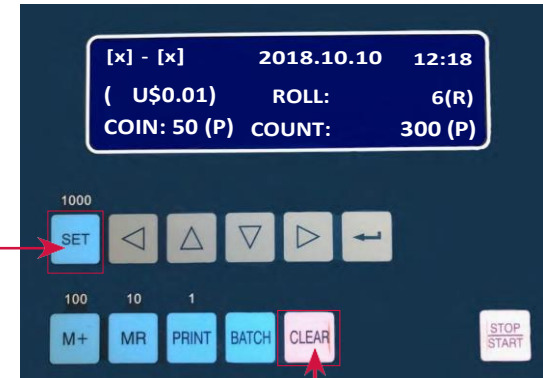 [x] - [x] 2018.10.10 12:18
( U$0.01) ROLL: 6(R)
COIN: 50 (P) COUNT: 300 (P)
1000
SET
100 10 1
M+ MR PRINT BATCH CLEAR STOP
START